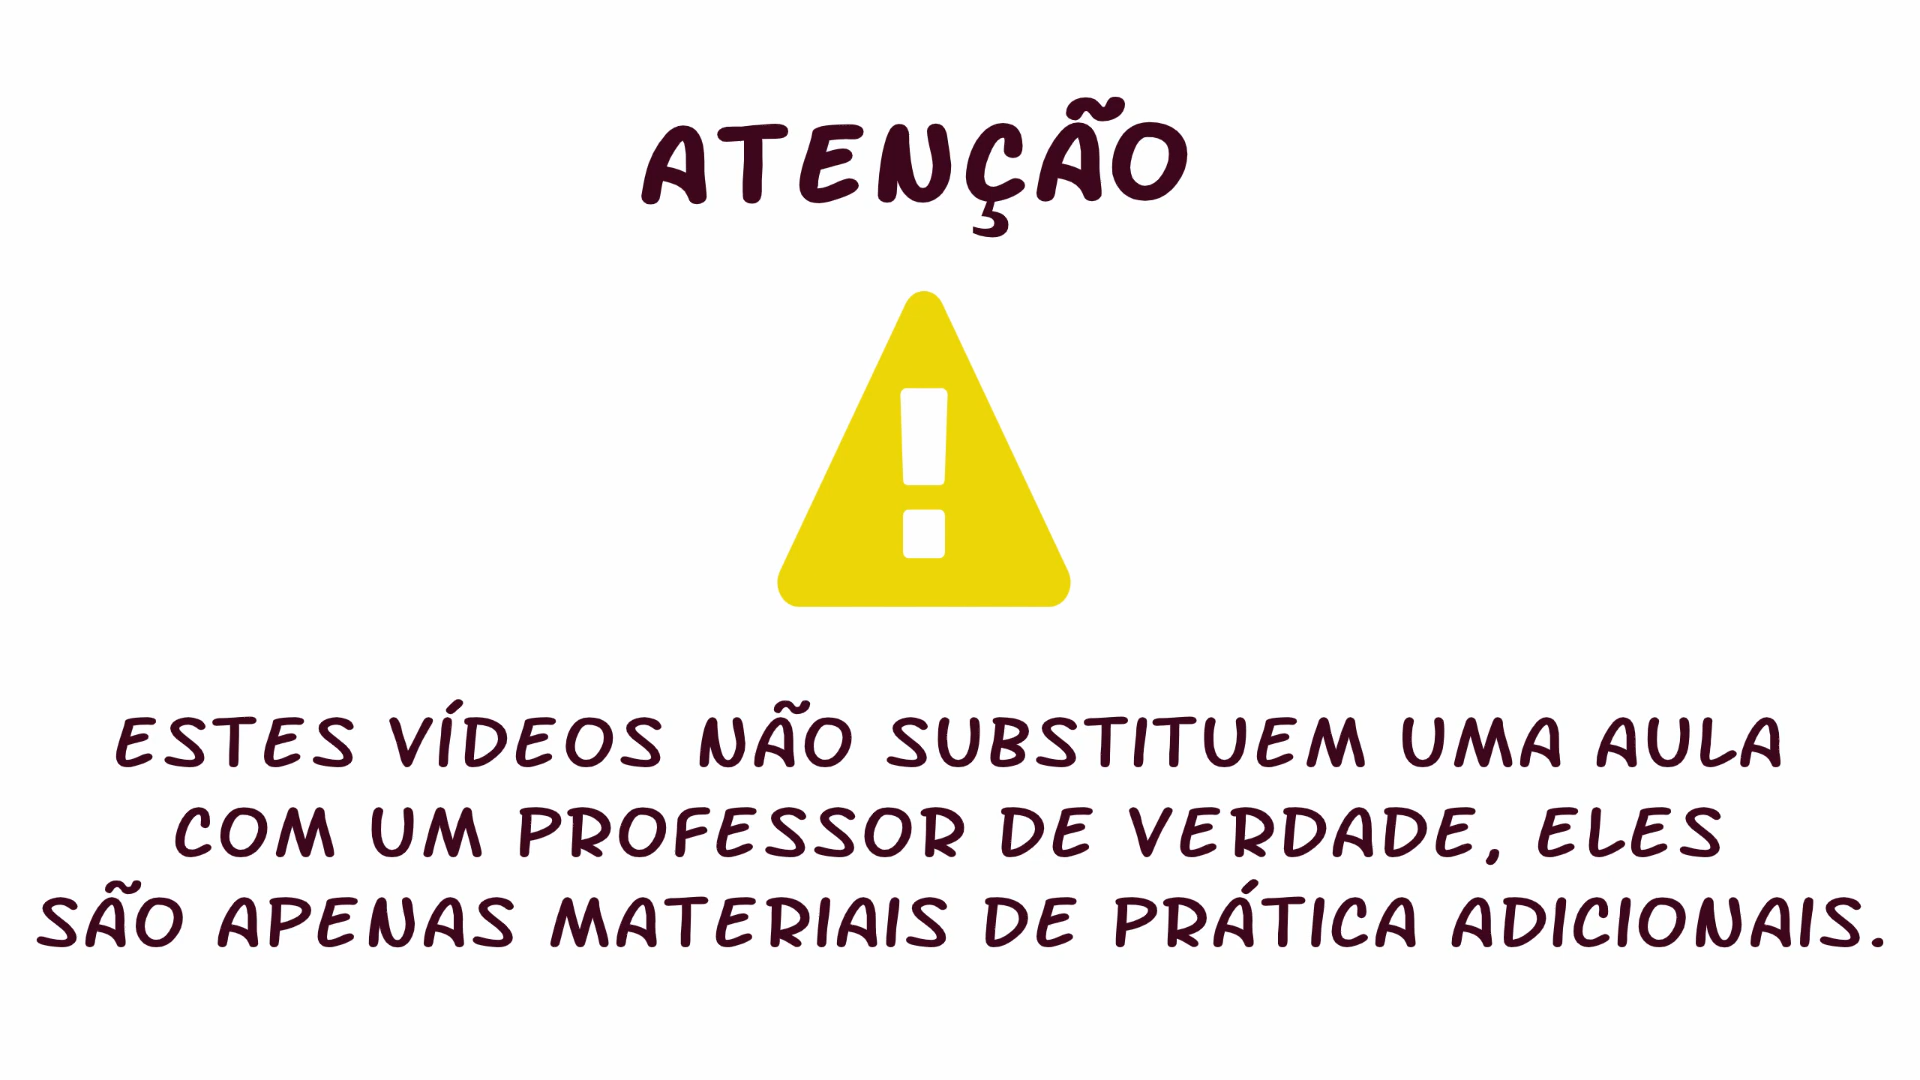 ATENÇÃO
ESTES VÍDEOS NÃO SUBSTITUEM UMA AULA
COM UM PROFESSOR DE VERDADE, ELES
SÃO APENAS MATERIAIS DE PRÁTICA ADICIONAIS.